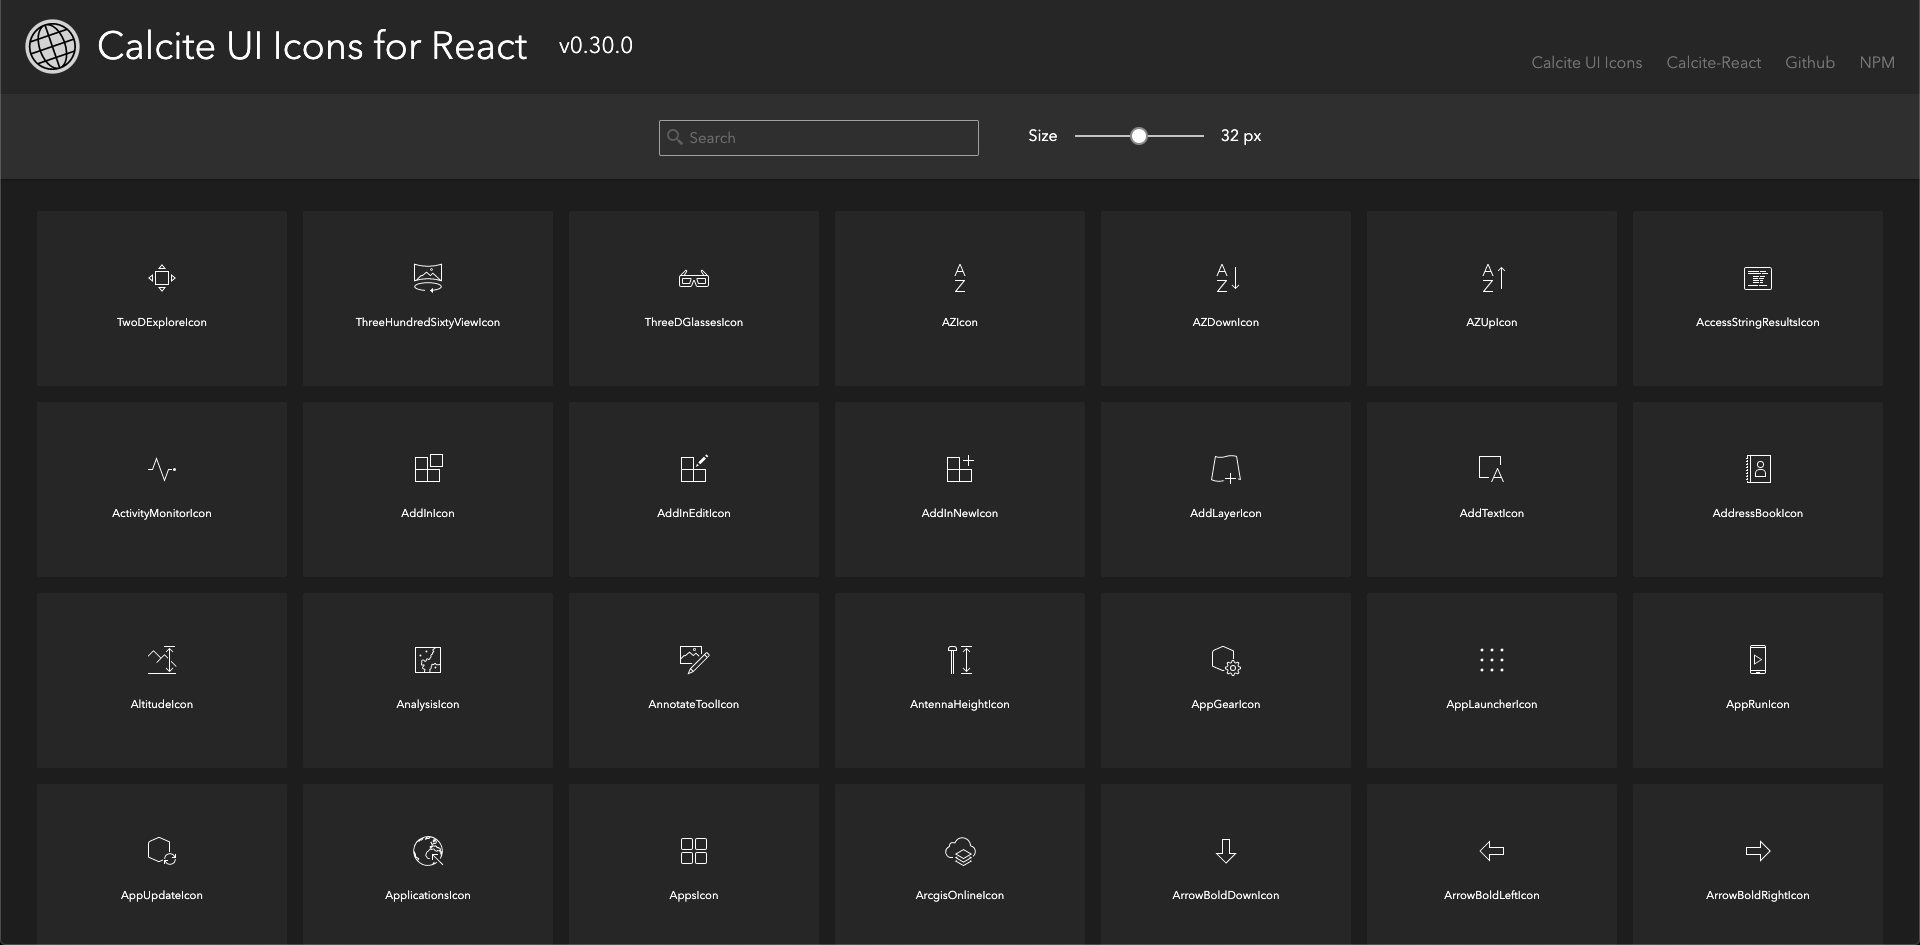 Calcite UI Icons for React v0.30.0
Calcite UI Icons Calcite-React Github NPM
Search Size 32 px
TwoDExploreIcon ThreeHundredSixtyViewIcon ThreeDGlassesIcon AZIcon AZDownIcon AZUpIcon AccessStringResultsIcon
ActivityMonitorIcon AddInIcon AddInEditIcon AddInNewIcon AddLayerIcon AddTextIcon AddressBookIcon
AltitudeIcon AnalysisIcon AnnotateToolIcon AntennaHeightIcon AppGearIcon AppLauncherIcon AppRunIcon
AppUpdateIcon ApplicationsIcon AppsIcon ArcgisOnlineIcon ArrowBoldDownIcon ArrowBoldLeftIcon ArrowBoldRightIcon